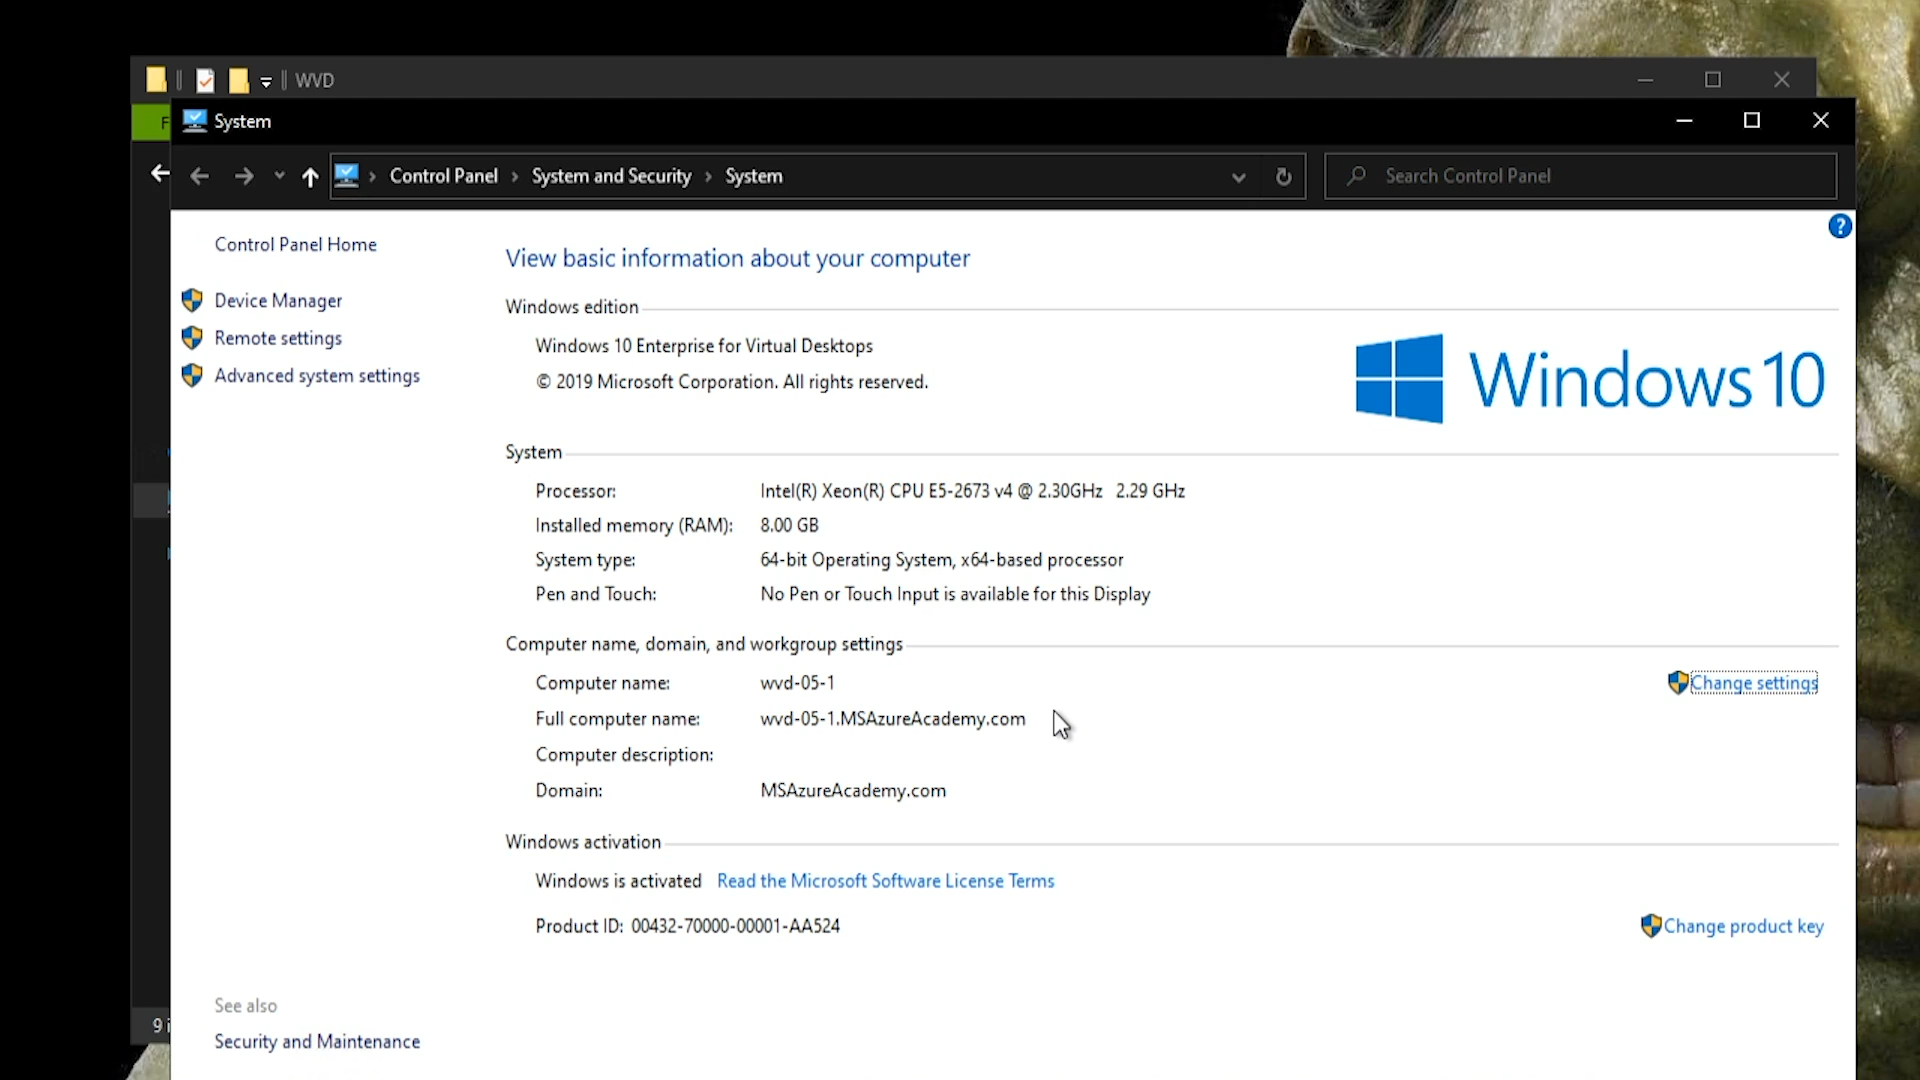 WVD
F
System
Control Panel > System and Security > System
Search Control Panel
?
Control Panel Home
Device Manager
Remote settings
Advanced system settings
View basic information about your computer
Windows edition
Windows 10 Enterprise for Virtual Desktops
© 2019 Microsoft Corporation. All rights reserved.
Windows 10
System
Processor: Intel(R) Xeon(R) CPU E5-2673 v4 @ 2.30GHz 2.29 GHz
Installed memory (RAM): 8.00 GB
System type: 64-bit Operating System, x64-based processor
Pen and Touch: No Pen or Touch Input is available for this Display
Computer name, domain, and workgroup settings
Computer name: wvd-05-1
Change settings
Full computer name: wvd-05-1.MSAzureAcademy.com
Computer description:
Domain: MSAzureAcademy.com
Windows activation
Windows is activated Read the Microsoft Software License Terms
Product ID: 00432-70000-00001-AA524
Change product key
See also
9 i
Security and Maintenance